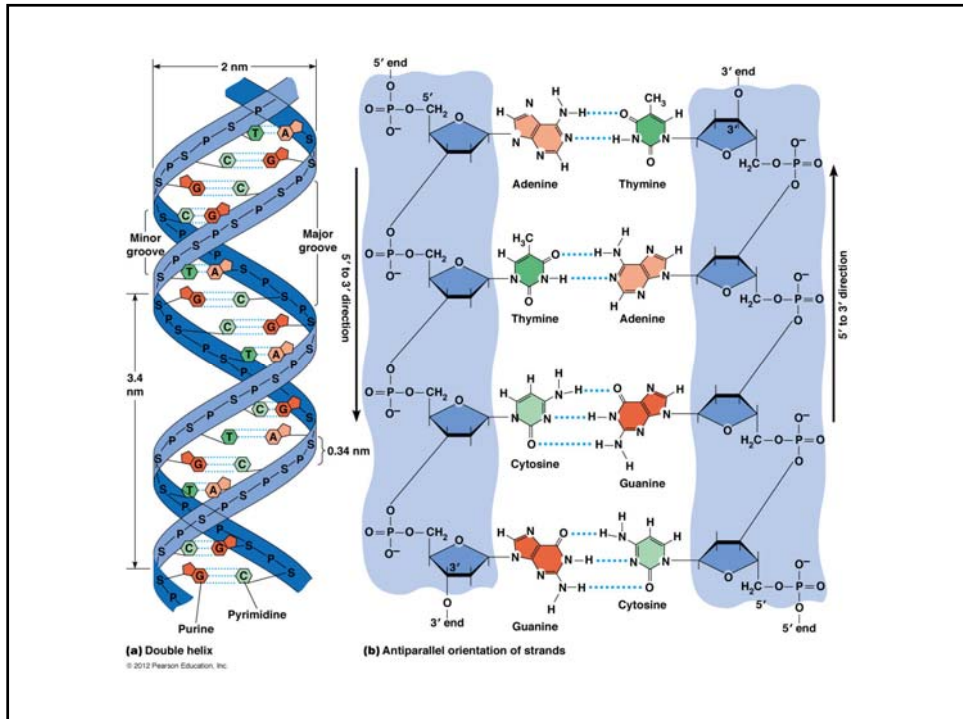 2 nm
T A
C G
G C
C G
Minor
groove
Major
groove
T A
G C
C G
T A
3.4
nm
C G
T A
0.34 nm
G C
T A
C G
G C
Purine
Pyrimidine
(a) Double helix
© 2012 Pearson Education, Inc.
5′ end
5′
Adenine
Thymine
3′ end
3′
5′ to 3′ direction
Thymine
Adenine
5′ to 3′ direction
Cytosine
Guanine
3′
3′ end
Guanine
Cytosine
5′
5′ end
(b) Antiparallel orientation of strands